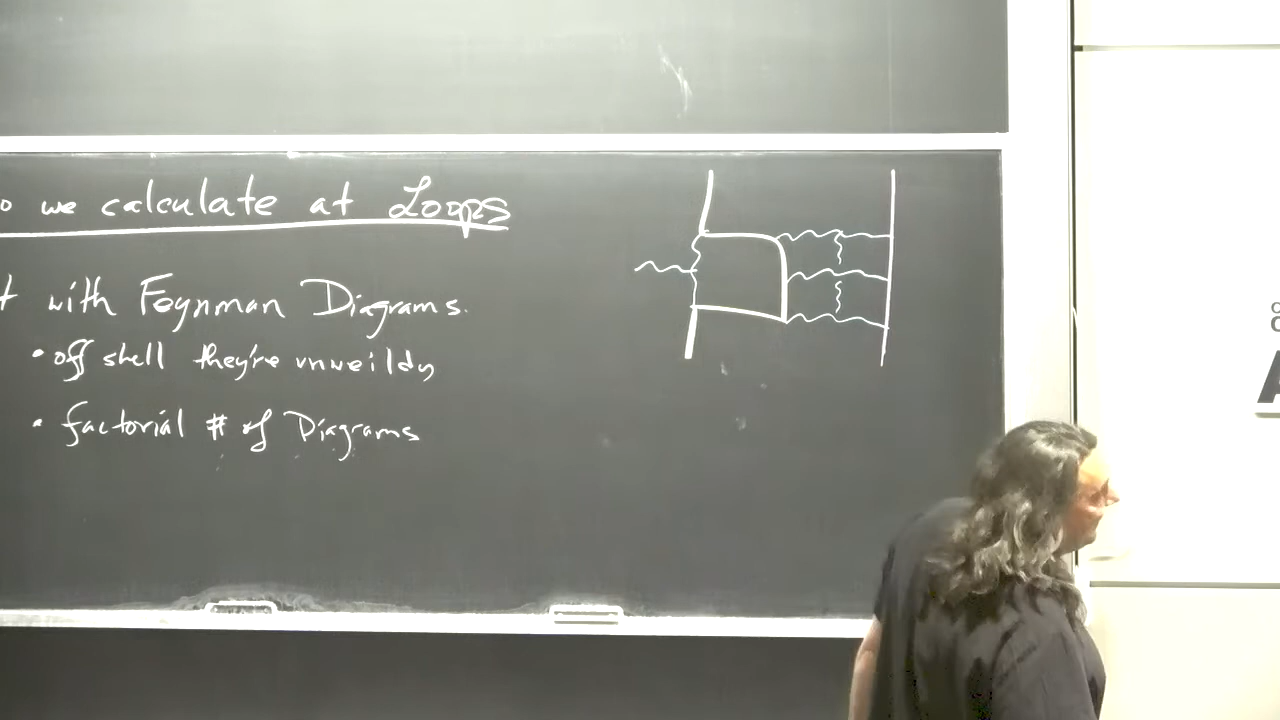 o we calculate at Loops
t with Feynman Diagrams.
• off shell they're unweildy
• factorial # of Diagrams